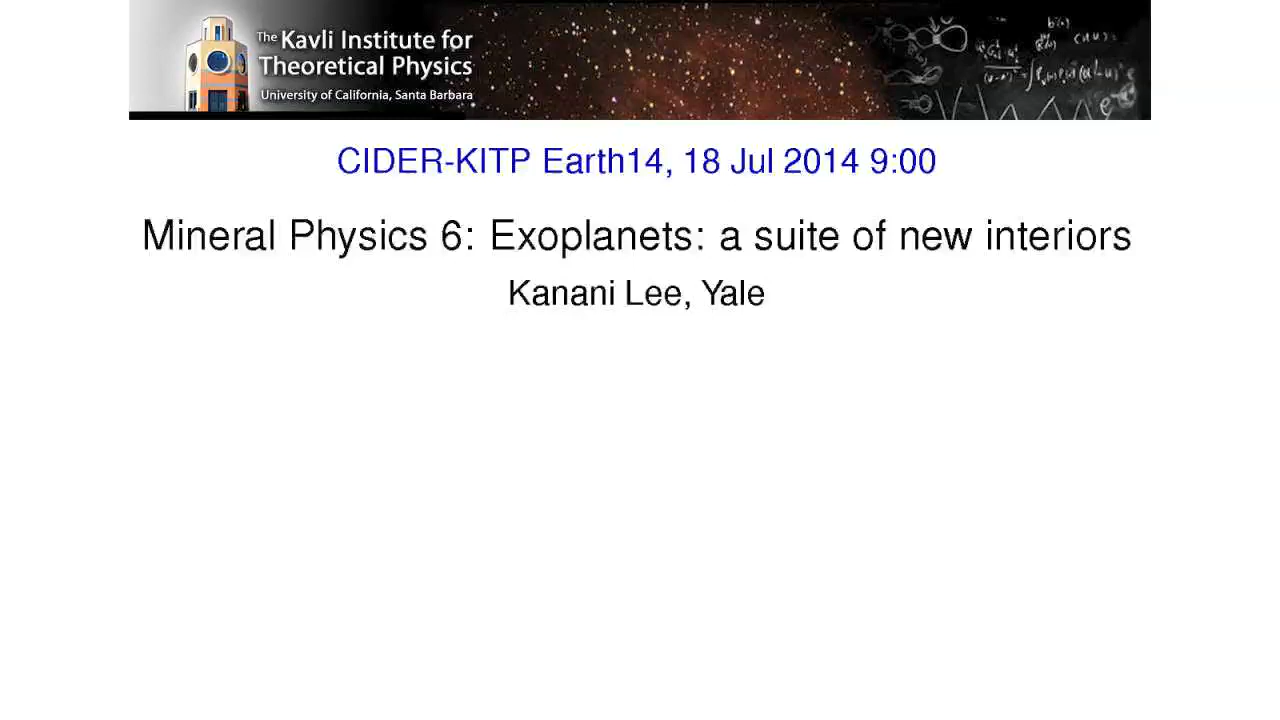 The Kavli Institute for
Theoretical Physics
University of California, Santa Barbara
CIDER-KITP Earth14, 18 Jul 2014 9:00
Mineral Physics 6: Exoplanets: a suite of new interiors
Kanani Lee, Yale